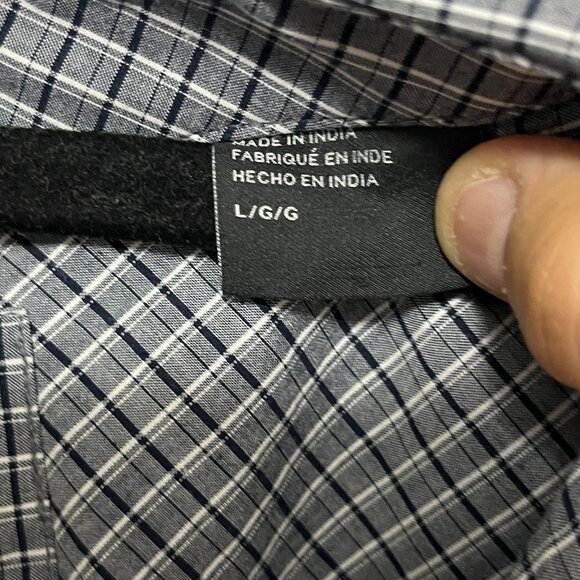 MADE IN INDIA
FABRIQUÉ EN INDE
HECHO EN INDIA
L/G/G